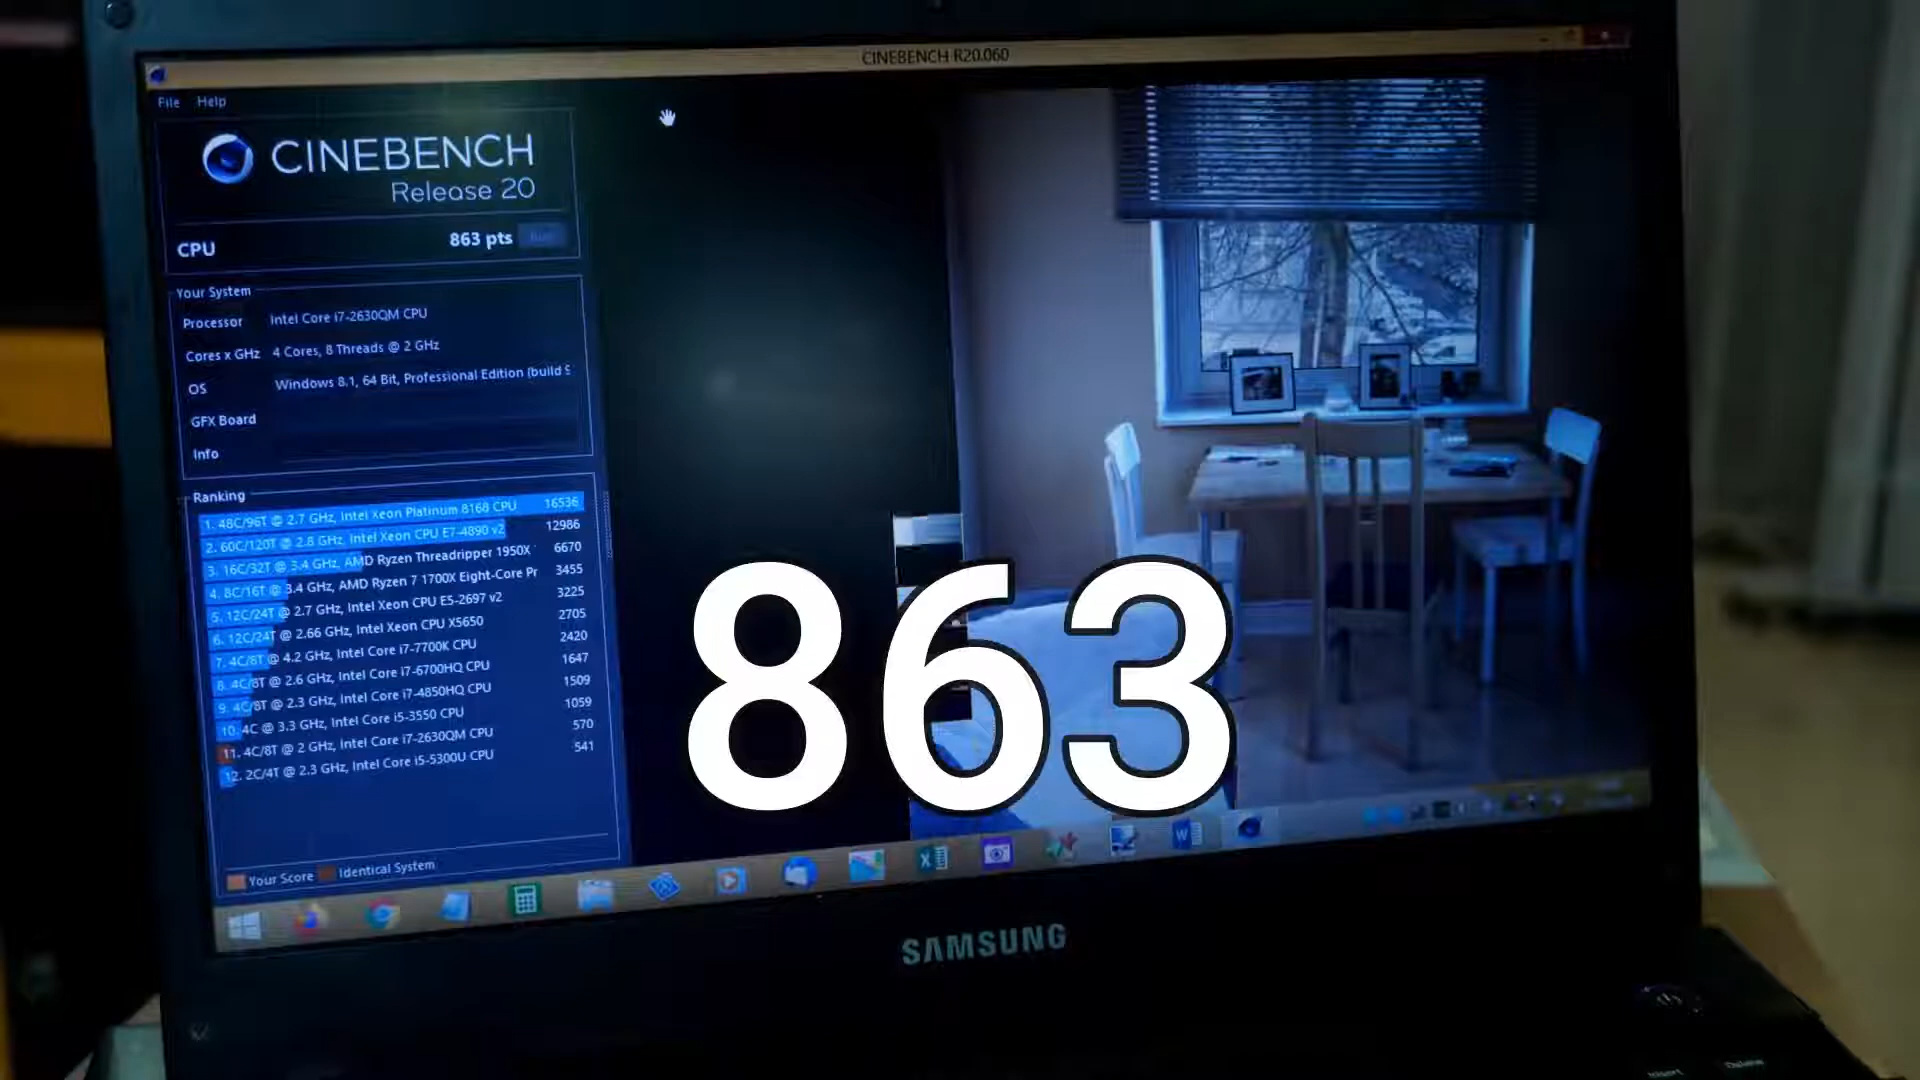 CINEBENCH R20.060
File Help
CINEBENCH
Release 20
CPU 863 pts Run
Your System
Processor Intel Core i7-2630QM CPU
Cores x GHz 4 Cores, 8 Threads @ 2 GHz
OS Windows 8.1, 64 Bit, Professional Edition (build 9
GFX Board
Info
Ranking
1. 48C/96T @ 2.7 GHz, Intel Xeon Platinum 8168 CPU 16536
2. 60C/120T @ 2.8 GHz, Intel Xeon CPU E7-4890 v2 12986
3. 16C/32T @ 3.4 GHz, AMD Ryzen Threadripper 1950X 6670
4. 8C/16T @ 3.4 GHz, AMD Ryzen 7 1700X Eight-Core Pr 3455
5. 12C/24T @ 2.7 GHz, Intel Xeon CPU E5-2697 v2 3225
6. 12C/24T @ 2.66 GHz, Intel Xeon CPU X5650 2705
7. 4C/8T @ 4.2 GHz, Intel Core i7-7700K CPU 2420
8. 4C/8T @ 2.6 GHz, Intel Core i7-6700HQ CPU 1647
9. 4C/8T @ 2.3 GHz, Intel Core i7-4850HQ CPU 1509
10. 4C @ 3.3 GHz, Intel Core i5-3550 CPU 1059
11. 4C/8T @ 2 GHz, Intel Core i7-2630QM CPU 570
12. 2C/4T @ 2.3 GHz, Intel Core i5-5300U CPU 541
863
Your Score Identical System
SAMSUNG
Insert Delete